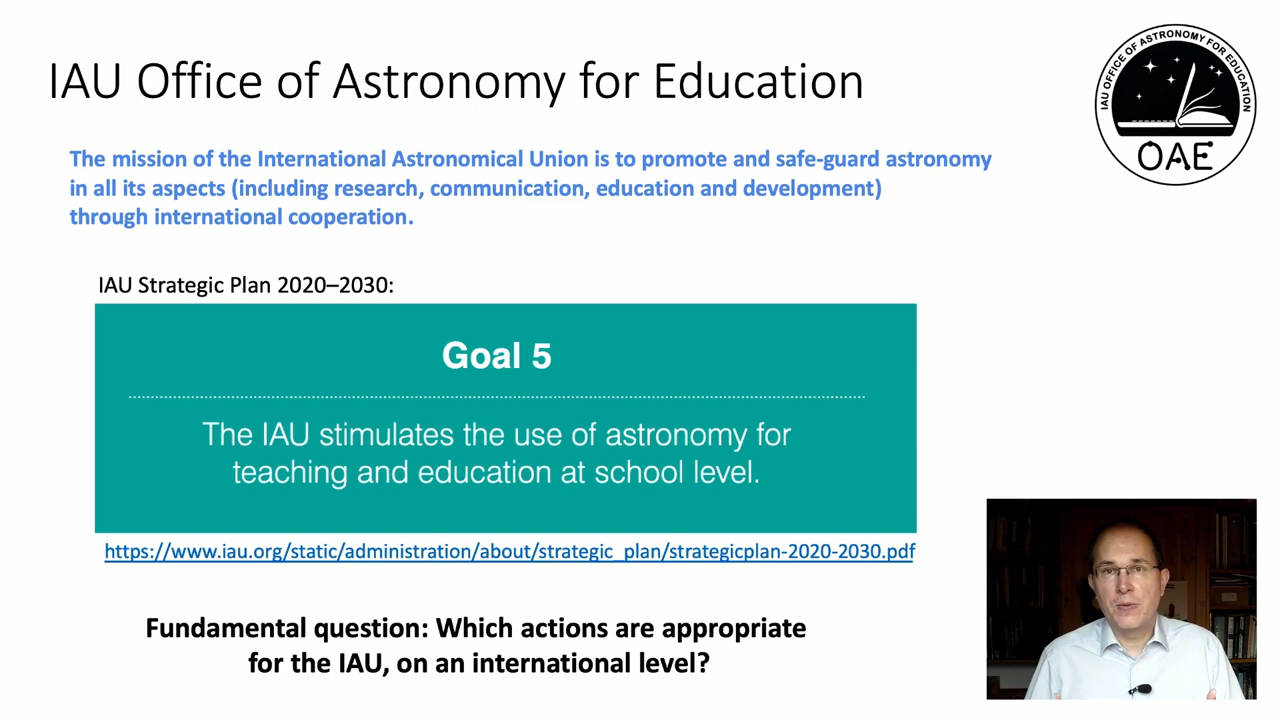 IAU Office of Astronomy for Education
IAU OFFICE OF ASTRONOMY FOR EDUCATION
OAE
The mission of the International Astronomical Union is to promote and safe-guard astronomy
in all its aspects (including research, communication, education and development)
through international cooperation.
IAU Strategic Plan 2020–2030:
Goal 5
The IAU stimulates the use of astronomy for
teaching and education at school level.
https://www.iau.org/static/administration/about/strategic_plan/strategicplan-2020-2030.pdf
Fundamental question: Which actions are appropriate
for the IAU, on an international level?